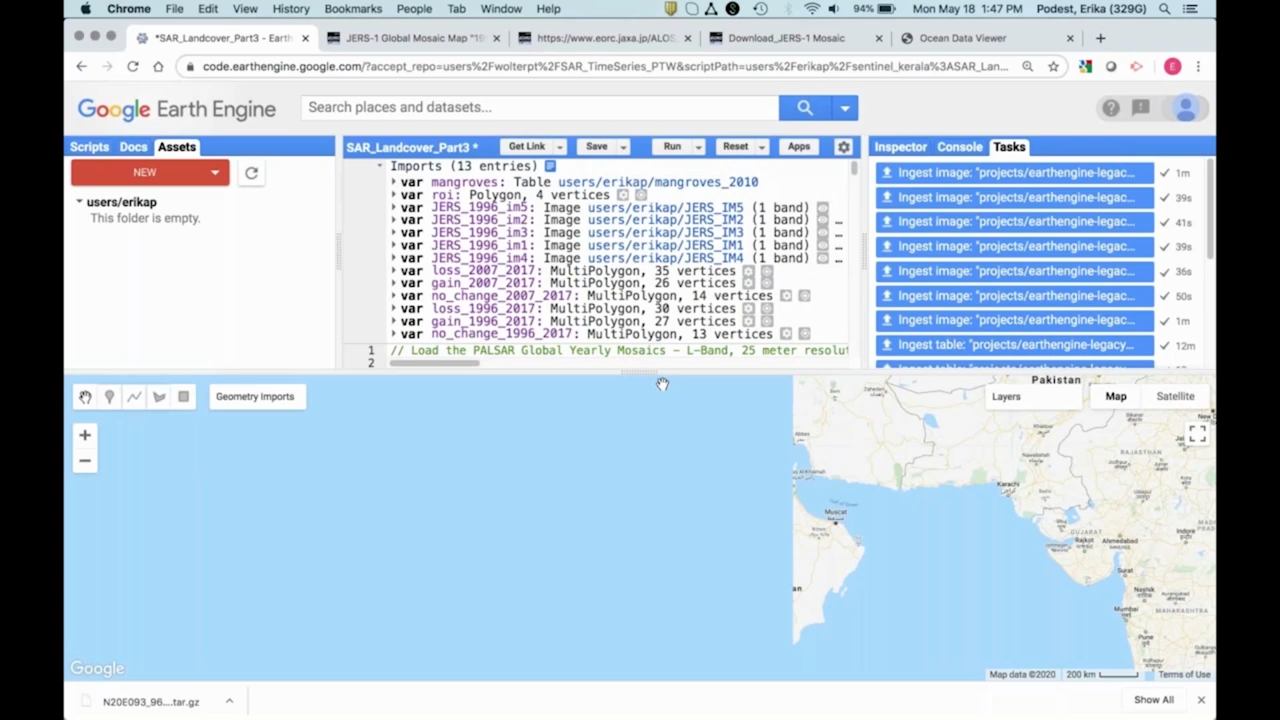 Chrome File Edit View History Bookmarks People Tab Window Help 94% Mon May 18 1:47 PM Podest, Erika (329G)
*SAR_Landcover_Part3 - Earth JERS-1 Global Mosaic Map "19 https://www.eorc.jaxa.jp/ALOS Download_JERS-1 Mosaic Ocean Data Viewer
code.earthengine.google.com/?accept_repo=users%2Fwolterpt%2FSAR_TimeSeries_PTW&scriptPath=users%2Ferikap%2Fsentinel_kerala%3ASAR_Lan...
Google Earth Engine Search places and datasets...
Scripts Docs Assets SAR_Landcover_Part3 * Get Link Save Run Reset Apps Inspector Console Tasks
NEW
users/erikap
This folder is empty.
Imports (13 entries)
var mangroves: Table users/erikap/mangroves_2010
var roi: Polygon, 4 vertices
var JERS_1996_im5: Image users/erikap/JERS_IM5 (1 band)
var JERS_1996_im2: Image users/erikap/JERS_IM2 (1 band) …
var JERS_1996_im3: Image users/erikap/JERS_IM3 (1 band) …
var JERS_1996_im1: Image users/erikap/JERS_IM1 (1 band) …
var JERS_1996_im4: Image users/erikap/JERS_IM4 (1 band) …
var loss_2007_2017: MultiPolygon, 35 vertices
var gain_2007_2017: MultiPolygon, 26 vertices
var no_change_2007_2017: MultiPolygon, 14 vertices
var loss_1996_2017: MultiPolygon, 30 vertices
var gain_1996_2017: MultiPolygon, 27 vertices
var no_change_1996_2017: MultiPolygon, 13 vertices
1 // Load the PALSAR Global Yearly Mosaics - L-Band, 25 meter resolut
2
Ingest image: "projects/earthengine-legac... 1m
Ingest image: "projects/earthengine-legac... 39s
Ingest image: "projects/earthengine-legac... 41s
Ingest image: "projects/earthengine-legac... 39s
Ingest image: "projects/earthengine-legac... 36s
Ingest image: "projects/earthengine-legac... 50s
Ingest image: "projects/earthengine-legac... 1m
Ingest table: "projects/earthengine-legacy... 12m
Geometry Imports
Pakistan
Layers Map Satellite
RAJASTHAN
Karachi
Muscat
GUJARAT
Rajkot Ahmedabad
Indore
Surat
Nashik
Mumbai
MAHARASHTRA
Pune
Google
Map data ©2020 200 km Terms of Use
N20E093_96....tar.gz Show All